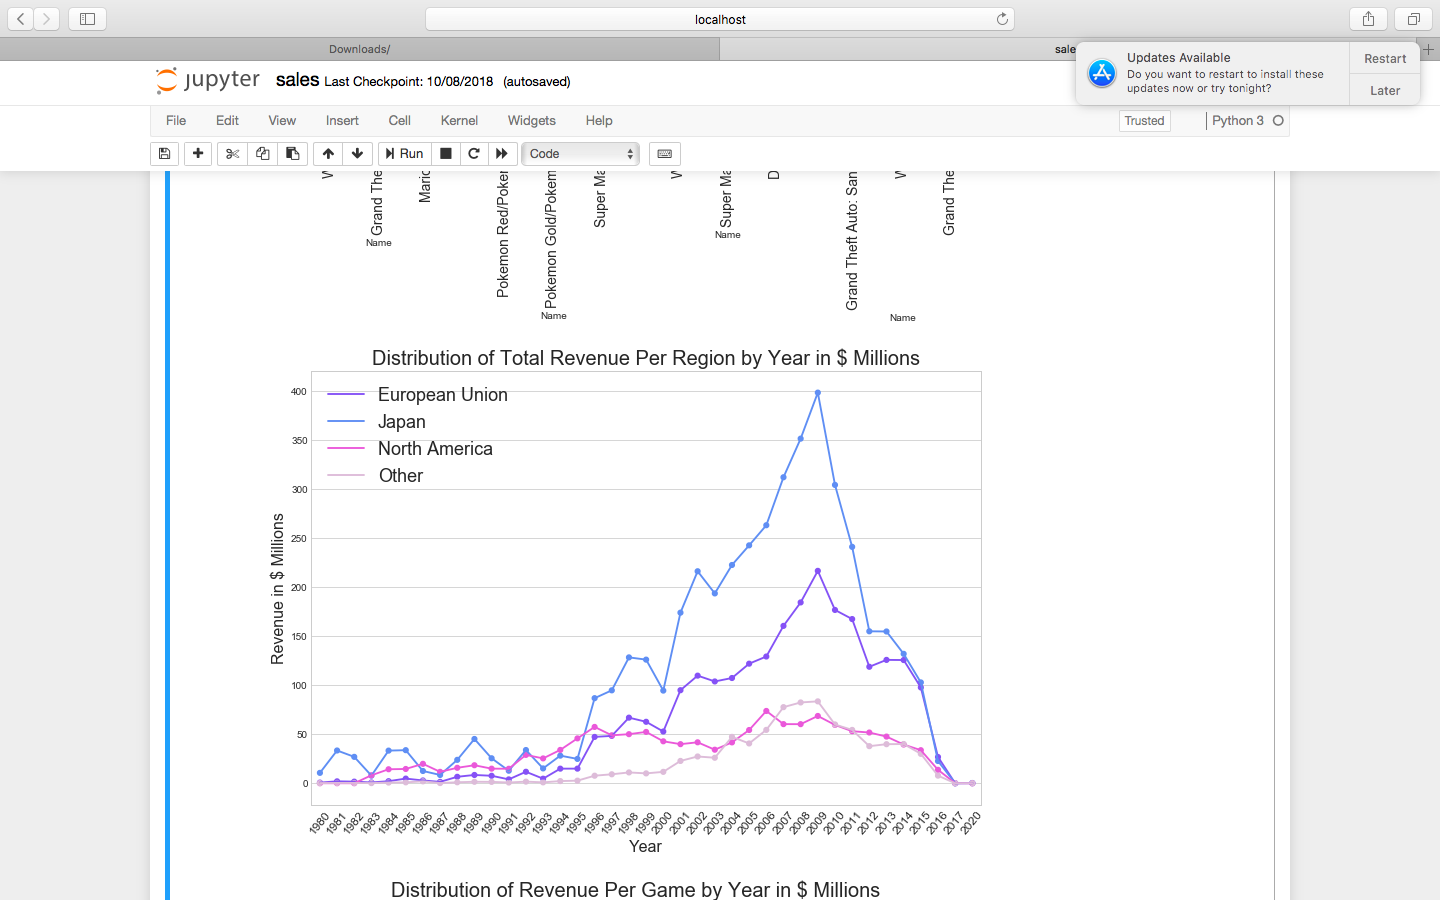 localhost
Downloads/
sale
Updates Available
Do you want to restart to install these
updates now or try tonight?
Restart
Later
jupyter sales Last Checkpoint: 10/08/2018 (autosaved)
File Edit View Insert Cell Kernel Widgets Help
Trusted Python 3
Run Code
W
Grand The
Mario
Name
Pokemon Red/Poker
Pokemon Gold/Pokem
Name
Super Ma
W
Super Ma
Name
D
Grand Theft Auto: San
W
Name
Grand The
Distribution of Total Revenue Per Region by Year in $ Millions
European Union
Japan
North America
Other
Revenue in $ Millions
400
350
300
250
200
150
100
50
0
1980 1981 1982 1983 1984 1985 1986 1987 1988 1989 1990 1991 1992 1993 1994 1995 1996 1997 1998 1999 2000 2001 2002 2003 2004 2005 2006 2007 2008 2009 2010 2011 2012 2013 2014 2015 2016 2017 2020
Year
Distribution of Revenue Per Game by Year in $ Millions